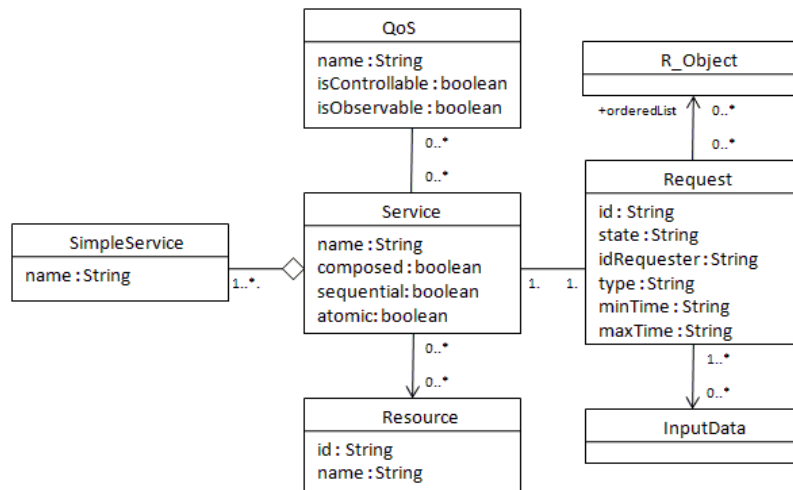 QoS
name:String
isControllable:boolean
isObservable:boolean
0..*
0..*
R_Object
+orderedList
0..*
0..*
SimpleService
name:String
1..*.
Service
name:String
composed:boolean
sequential:boolean
atomic:boolean
1.
1.
Request
id: String
state:String
idRequester:String
type:String
minTime:String
maxTime:String
0..*
0..*
Resource
id: String
name:String
1..*
0..*
InputData